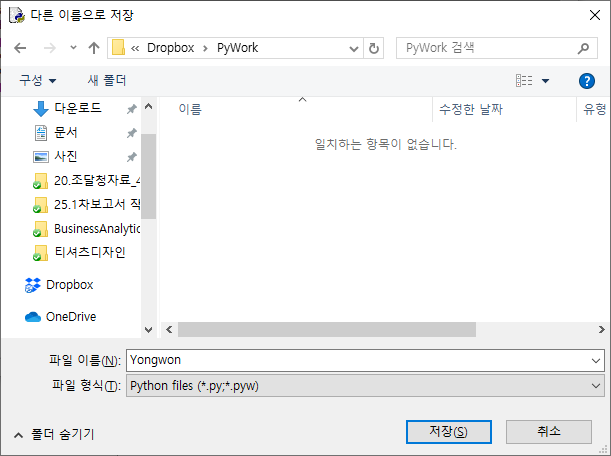 다른 이름으로 저장
« Dropbox > PyWork
PyWork 검색
구성
새 폴더
이름
수정한 날짜
유형
일치하는 항목이 없습니다.
다운로드
문서
사진
20.조달청자료_4
25.1차보고서 작
BusinessAnalytic
티셔츠디자인
Dropbox
OneDrive
파일 이름(N): Yongwon
파일 형식(T): Python files (*.py;*.pyw)
폴더 숨기기
저장(S)
취소